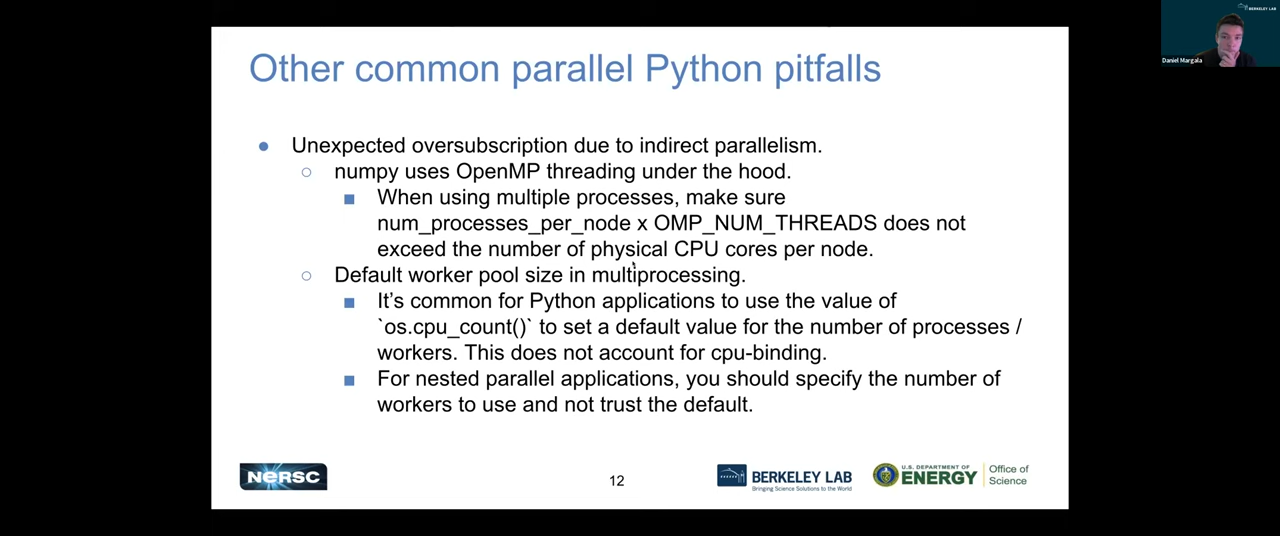 BERKELEY LAB
Daniel Margala
Other common parallel Python pitfalls
Unexpected oversubscription due to indirect parallelism.
numpy uses OpenMP threading under the hood.
When using multiple processes, make sure
num_processes_per_node x OMP_NUM_THREADS does not
exceed the number of physical CPU cores per node.
Default worker pool size in multiprocessing.
It's common for Python applications to use the value of
`os.cpu_count()` to set a default value for the number of processes /
workers. This does not account for cpu-binding.
For nested parallel applications, you should specify the number of
workers to use and not trust the default.
NERSC
12
BERKELEY LAB
Bringing Science Solutions to the World
U.S. DEPARTMENT OF
ENERGY
Office of
Science